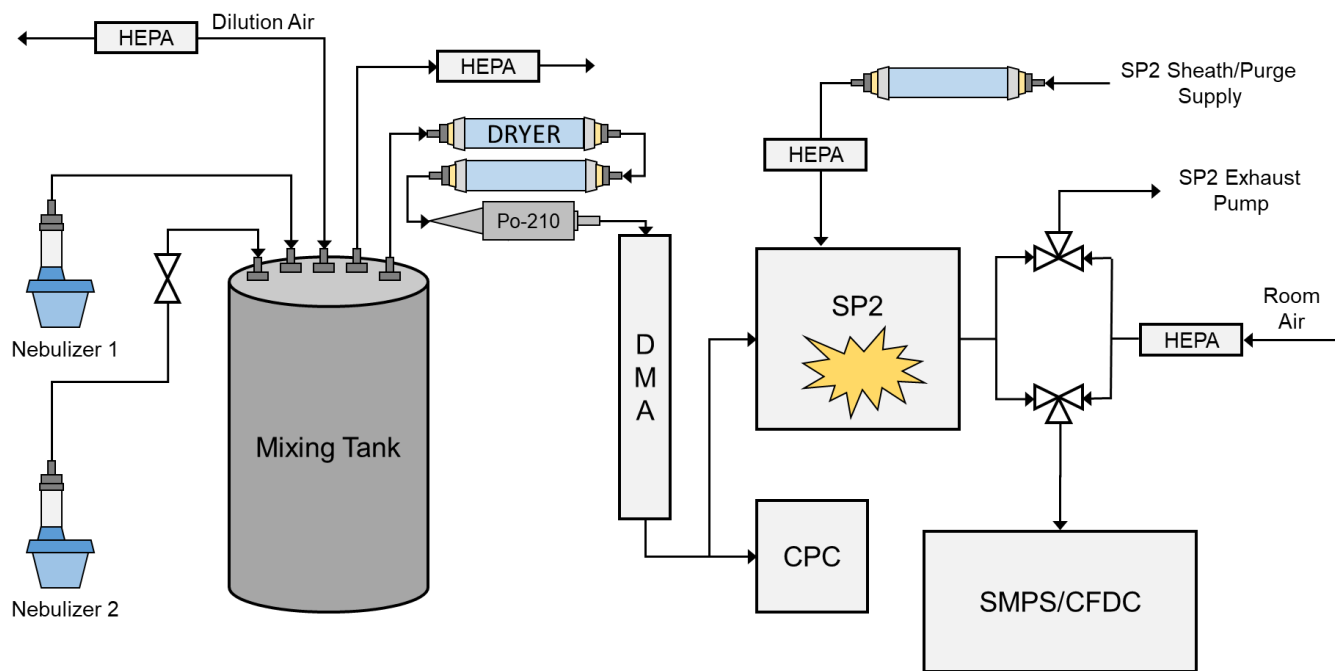 Dilution Air
HEPA
HEPA
SP2 Sheath/Purge
Supply
DRYER
HEPA
SP2 Exhaust
Pump
Po-210
Nebulizer 1
D
M
A
SP2
Room
Air
HEPA
Mixing Tank
CPC
Nebulizer 2
SMPS/CFDC